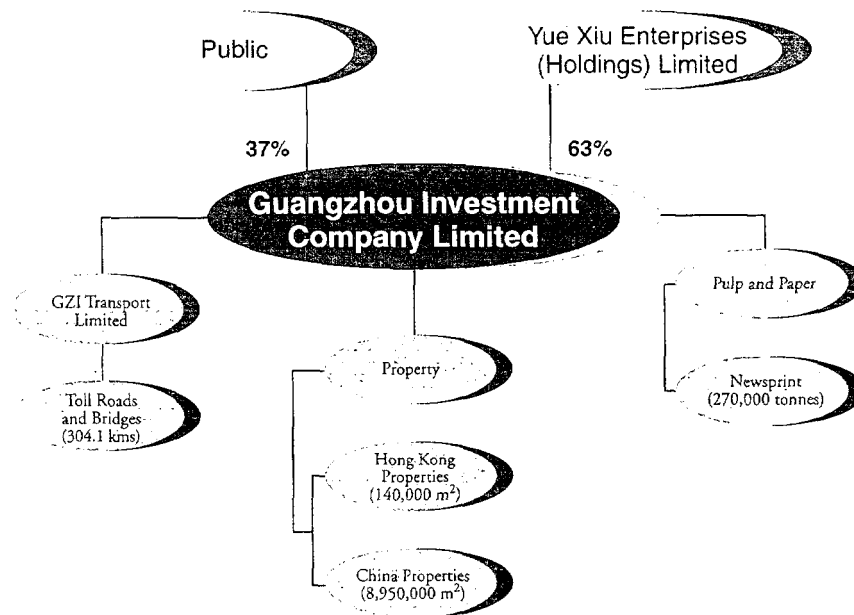 Public
Yue Xiu Enterprises
(Holdings) Limited
37%
63%
Guangzhou Investment
Company Limited
GZI Transport
Limited
Pulp and Paper
Property
Toll Roads
and Bridges
(304.1 kms)
Newsprint
(270,000 tonnes)
Hong Kong
Properties
(140,000 m²)
China Properties
(8,950,000 m²)